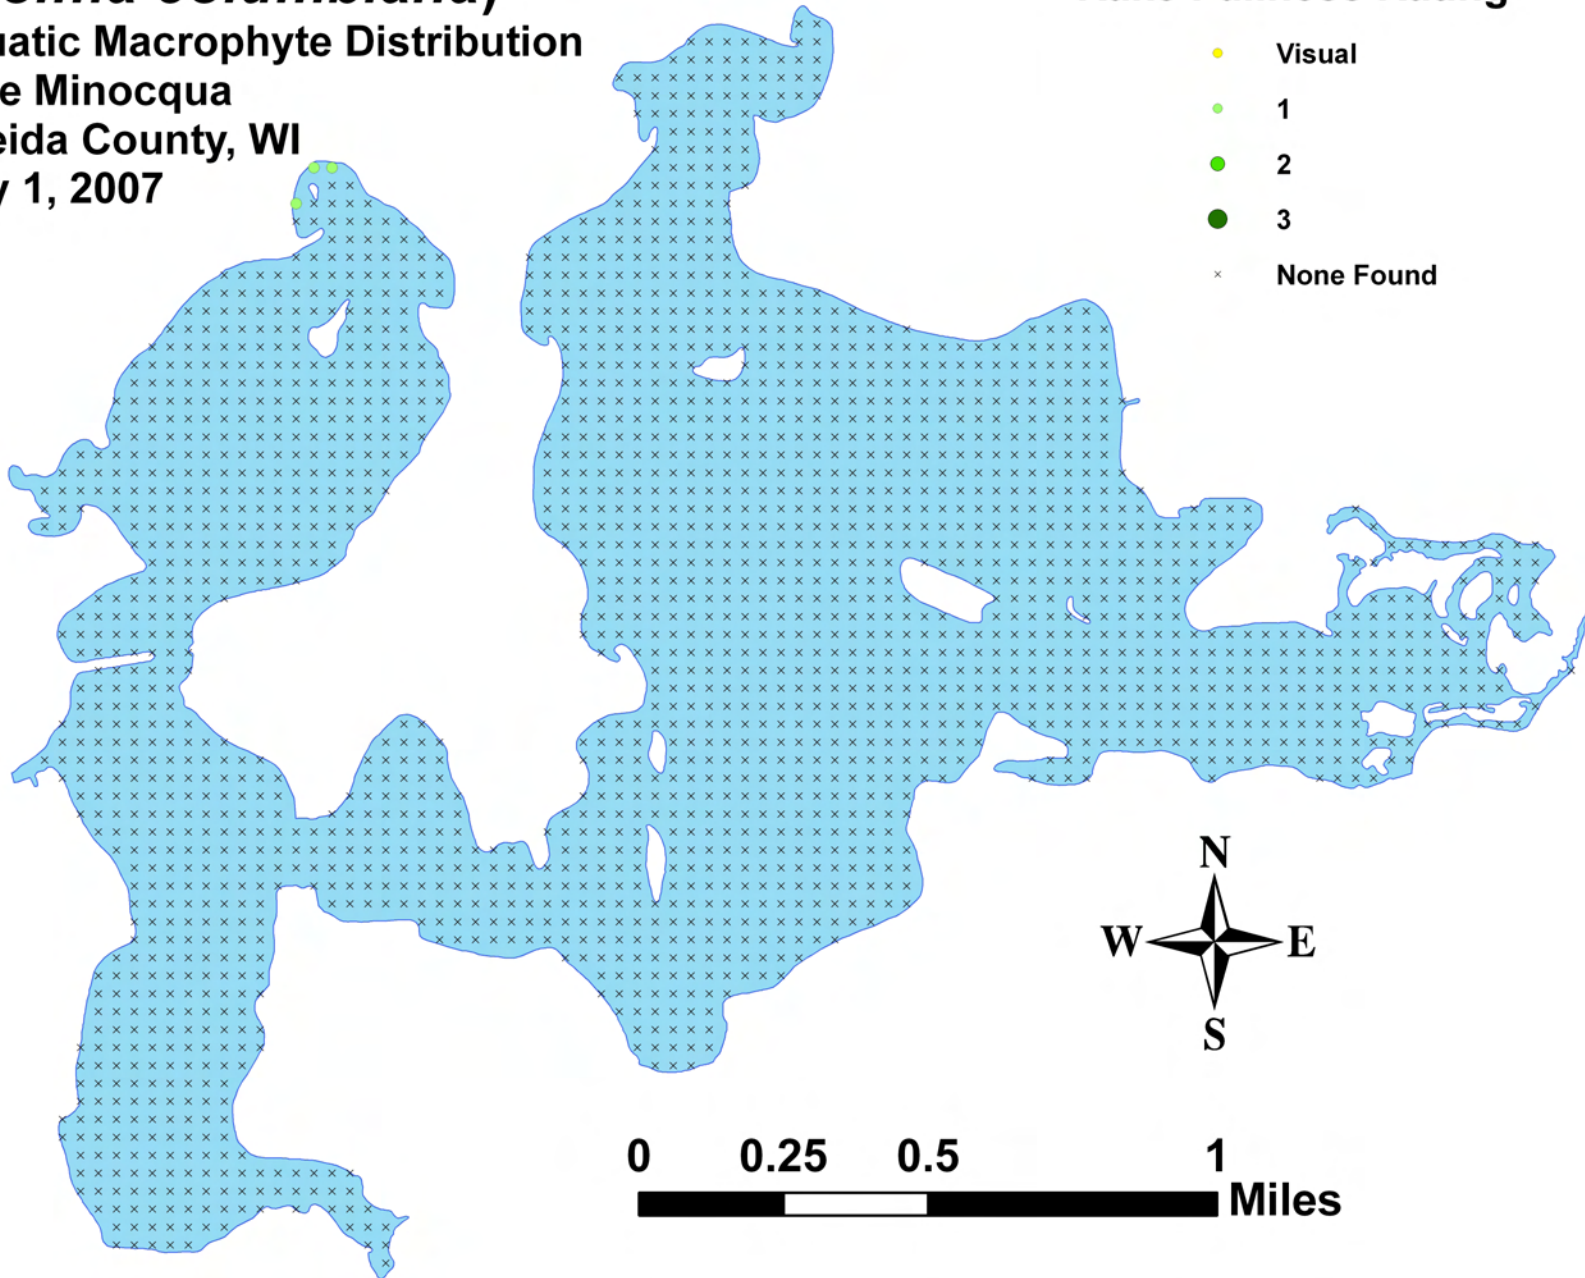 columbiana)
uatic Macrophyte Distribution
e Minocqua
eida County, WI
y 1, 2007
Visual
1
2
3
None Found
N
W
E
S
0 0.25 0.5 1
Miles